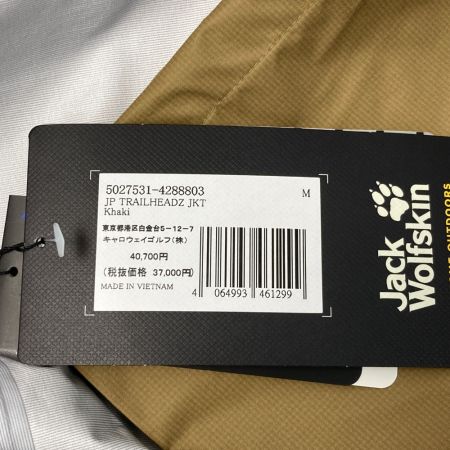 5027531-4288803
M
JP TRAILHEADZ JKT
Khaki
東京都港区白金台5-12-7
キャロウェイゴルフ(株)
40,700円
(税抜価格 37,000円)
MADE IN VIETNAM
4 064993 461299
Jack
Wolfskin
OUTDOORS